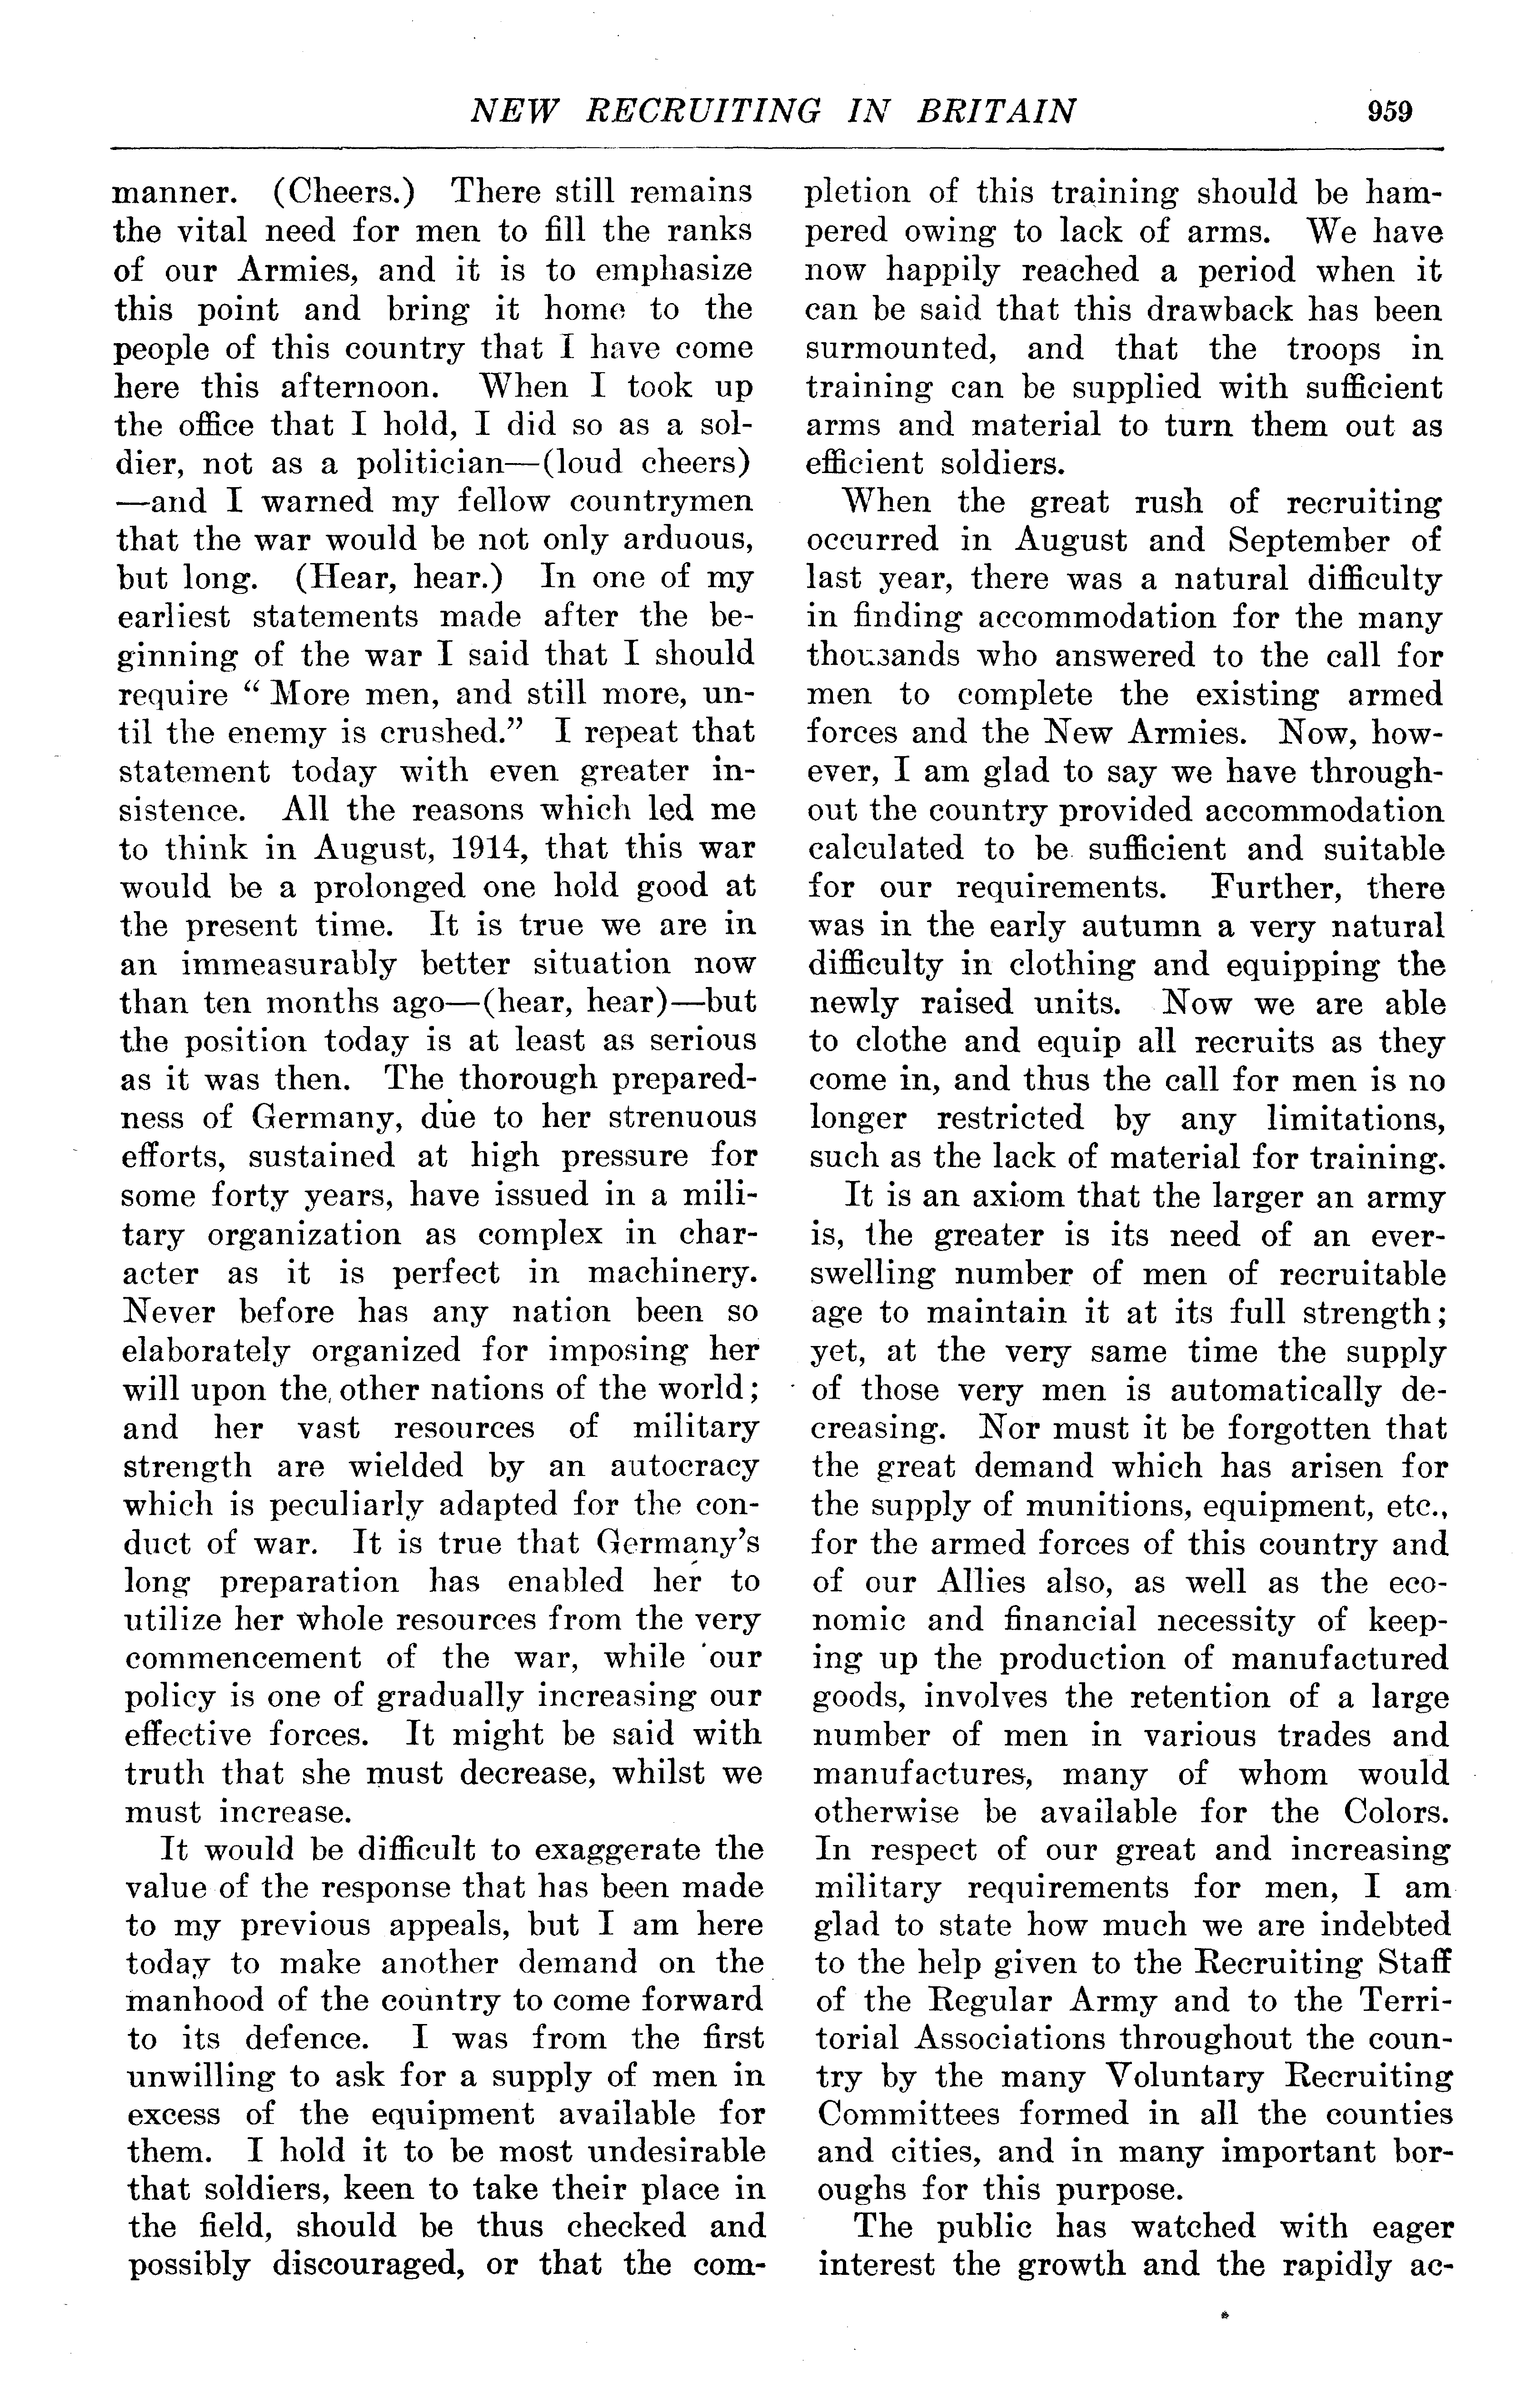 NEW RECRUITING IN BRITAIN 959
manner. (Cheers.) There still remains
the vital need for men to fill the ranks
of our Armies, and it is to emphasize
this point and bring it home to the
people of this country that I have come
here this afternoon. When I took up
the office that I hold, I did so as a sol-
dier, not as a politician—(loud cheers)
—and I warned my fellow countrymen
that the war would be not only arduous,
but long. (Hear, hear.) In one of my
earliest statements made after the be-
ginning of the war I said that I should
require “ More men, and still more, un-
til the enemy is crushed.” I repeat that
statement today with even greater in-
sistence. All the reasons which led me
to think in August, 1914, that this war
would be a prolonged one hold good at
the present time. It is true we are in
an immeasurably better situation now
than ten months ago—(hear, hear)—but
the position today is at least as serious
as it was then. The thorough prepared-
ness of Germany, due to her strenuous
efforts, sustained at high pressure for
some forty years, have issued in a mili-
tary organization as complex in char-
acter as it is perfect in machinery.
Never before has any nation been so
elaborately organized for imposing her
will upon the other nations of the world;
and her vast resources of military
strength are wielded by an autocracy
which is peculiarly adapted for the con-
duct of war. It is true that Germany’s
long preparation has enabled her to
utilize her whole resources from the very
commencement of the war, while our
policy is one of gradually increasing our
effective forces. It might be said with
truth that she must decrease, whilst we
must increase.
It would be difficult to exaggerate the
value of the response that has been made
to my previous appeals, but I am here
today to make another demand on the
manhood of the country to come forward
to its defence. I was from the first
unwilling to ask for a supply of men in
excess of the equipment available for
them. I hold it to be most undesirable
that soldiers, keen to take their place in
the field, should be thus checked and
possibly discouraged, or that the com-
pletion of this training should be ham-
pered owing to lack of arms. We have
now happily reached a period when it
can be said that this drawback has been
surmounted, and that the troops in
training can be supplied with sufficient
arms and material to turn them out as
efficient soldiers.
When the great rush of recruiting
occurred in August and September of
last year, there was a natural difficulty
in finding accommodation for the many
thousands who answered to the call for
men to complete the existing armed
forces and the New Armies. Now, how-
ever, I am glad to say we have through-
out the country provided accommodation
calculated to be sufficient and suitable
for our requirements. Further, there
was in the early autumn a very natural
difficulty in clothing and equipping the
newly raised units. Now we are able
to clothe and equip all recruits as they
come in, and thus the call for men is no
longer restricted by any limitations,
such as the lack of material for training.
It is an axiom that the larger an army
is, the greater is its need of an ever-
swelling number of men of recruitable
age to maintain it at its full strength;
yet, at the very same time the supply
of those very men is automatically de-
creasing. Nor must it be forgotten that
the great demand which has arisen for
the supply of munitions, equipment, etc.,
for the armed forces of this country and
of our Allies also, as well as the eco-
nomic and financial necessity of keep-
ing up the production of manufactured
goods, involves the retention of a large
number of men in various trades and
manufactures, many of whom would
otherwise be available for the Colors.
In respect of our great and increasing
military requirements for men, I am
glad to state how much we are indebted
to the help given to the Recruiting Staff
of the Regular Army and to the Terri-
torial Associations throughout the coun-
try by the many Voluntary Recruiting
Committees formed in all the counties
and cities, and in many important bor-
oughs for this purpose.
The public has watched with eager
interest the growth and the rapidly ac-